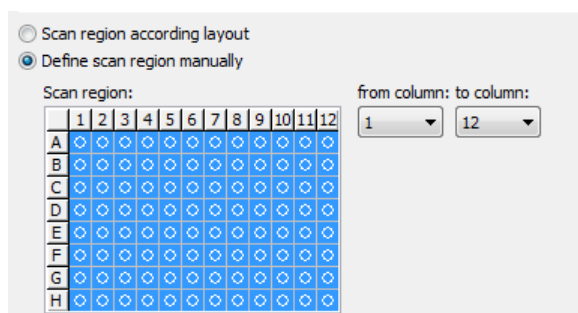 Scan region according layout
Define scan region manually
Scan region: from column: to column:
1 12
1 2 3 4 5 6 7 8 9 10 11 12
A
B
C
D
E
F
G
H